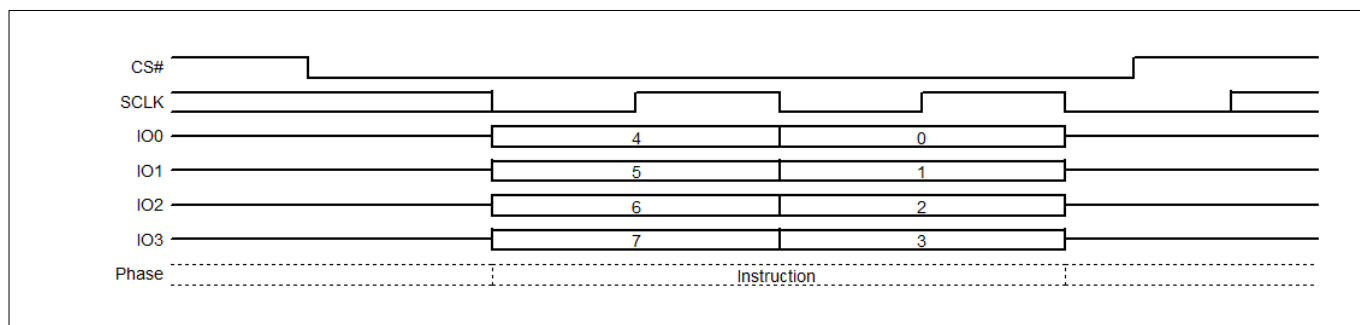 CS#
SCLK
IO0 4 0
IO1 5 1
IO2 6 2
IO3 7 3
Phase Instruction